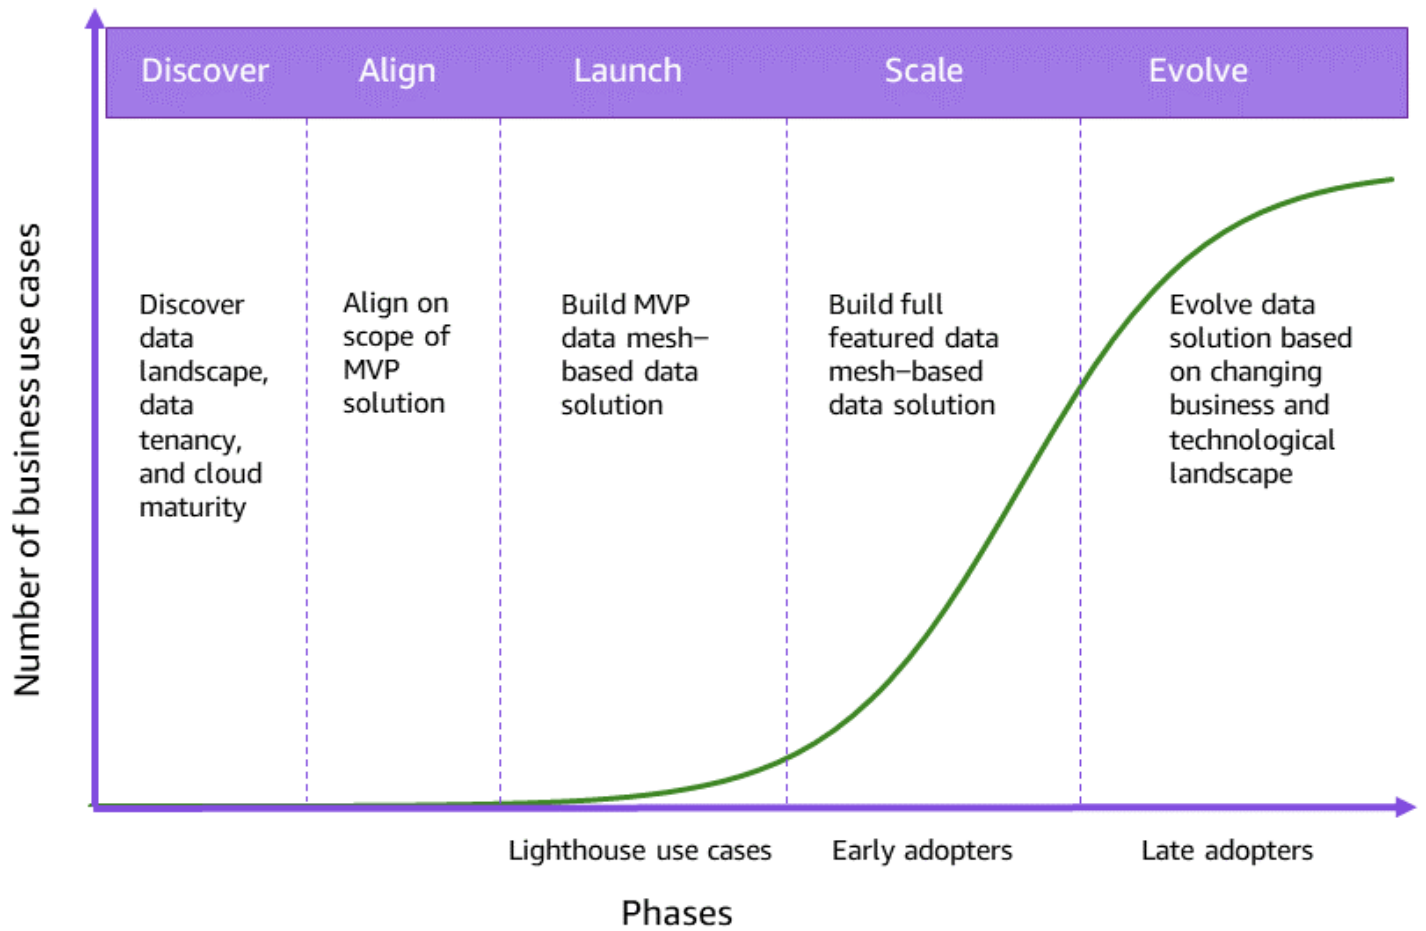 Discover
Align
Launch
Scale
Evolve
Number of business use cases
Discover
data
landscape,
data
tenancy,
and cloud
maturity
Align on
scope of
MVP
solution
Build MVP
data mesh–
based data
solution
Build full
featured data
mesh–based
data solution
Evolve data
solution based
on changing
business and
technological
landscape
Lighthouse use cases
Early adopters
Late adopters
Phases